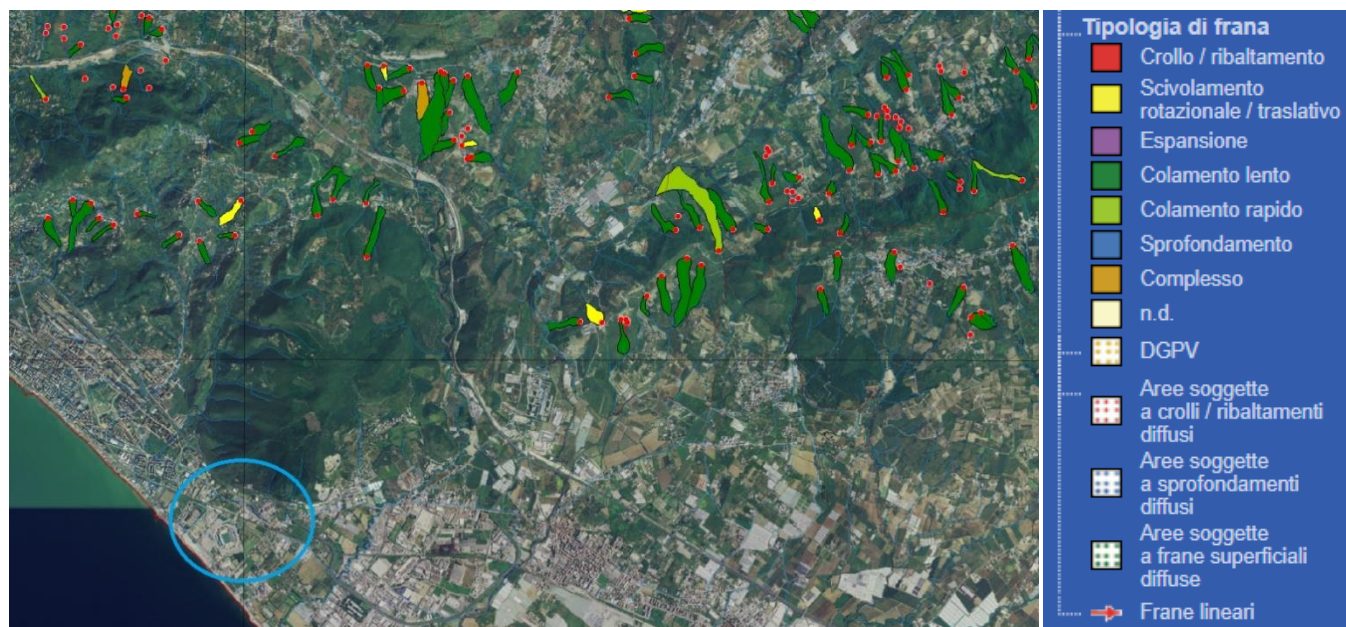 Tipologia di frana
Crollo / ribaltamento
Scivolamento
rotazionale / traslativo
Espansione
Colamento lento
Colamento rapido
Sprofondamento
Complesso
n.d.
DGPV
Aree soggette
a crolli / ribaltamenti
diffusi
Aree soggette
a sprofondamenti
diffusi
Aree soggette
a frane superficiali
diffuse
Frane lineari